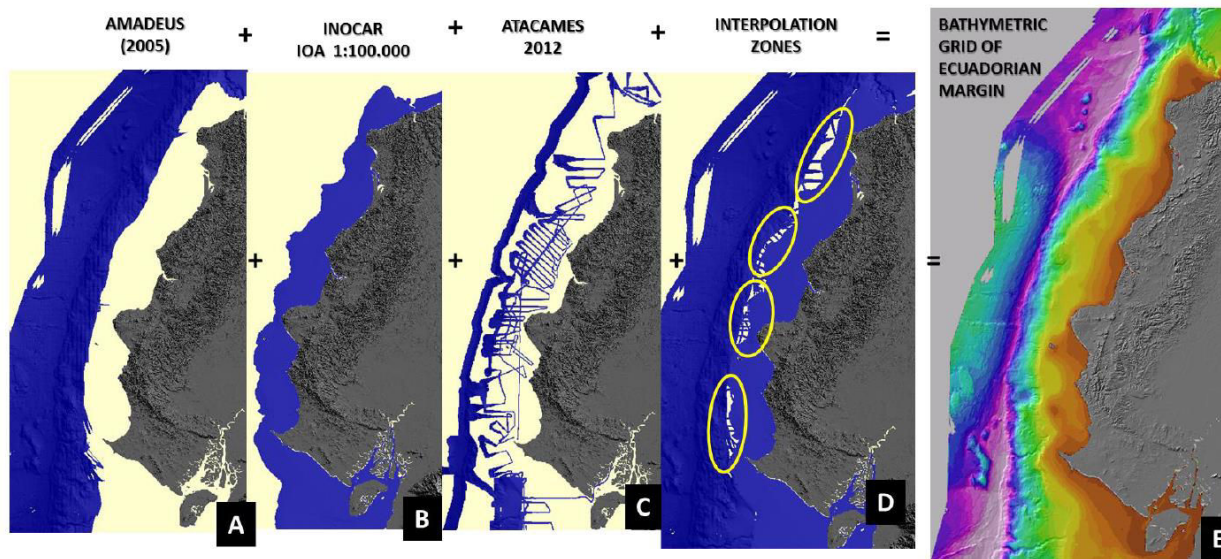 AMADEUS
(2005)
+
INOCAR
IOA 1:100.000
+
ATACAMES
2012
+
INTERPOLATION
ZONES
=
BATHYMETRIC
GRID OF
ECUADORIAN
MARGIN
+
+
+
=
A
B
C
D
E